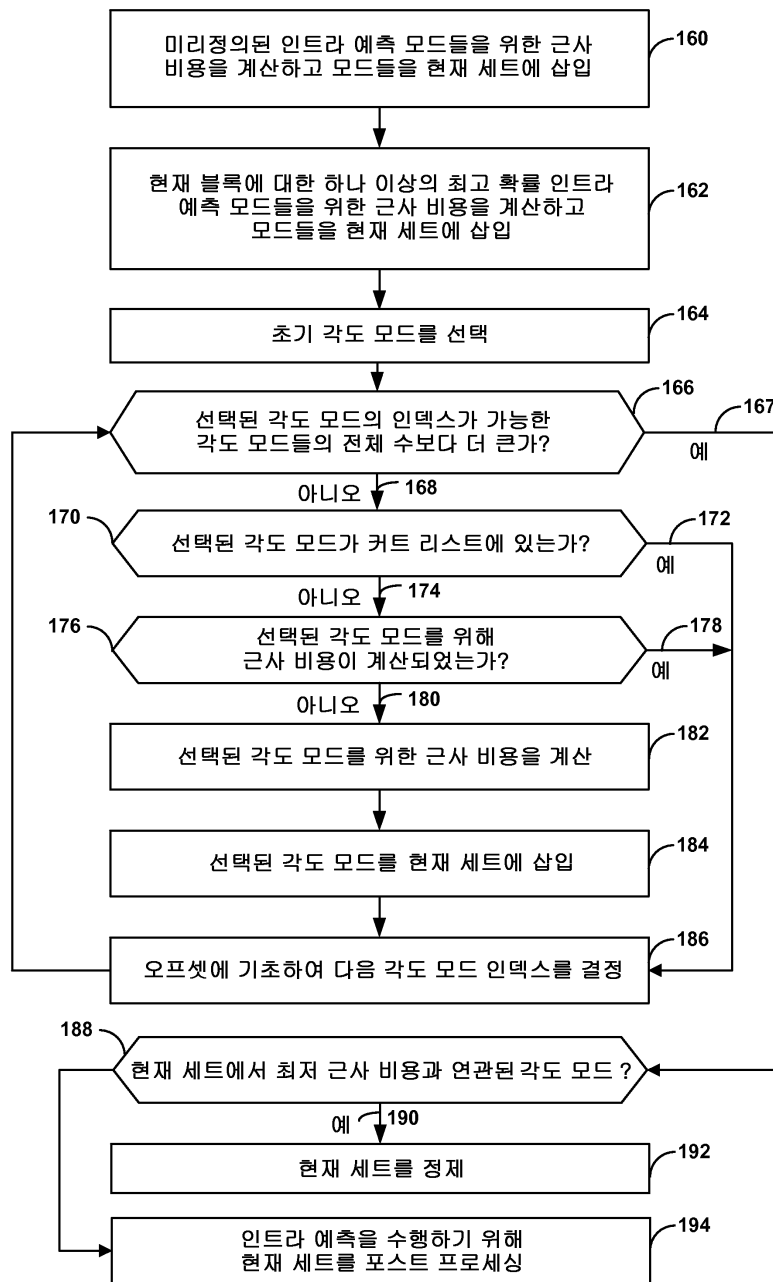 미리정의된 인트라 예측 모드들을 위한 근사
비용을 계산하고 모드들을 현재 세트에 삽입
160
현재 블록에 대한 하나 이상의 최고 확률 인트라
예측 모드들을 위한 근사 비용을 계산하고
모드들을 현재 세트에 삽입
162
초기 각도 모드를 선택
164
선택된 각도 모드의 인덱스가 가능한
각도 모드들의 전체 수보다 더 큰가?
166
167
예
아니오
168
170
선택된 각도 모드가 커트 리스트에 있는가?
172
예
아니오
174
176
선택된 각도 모드를 위해
근사 비용이 계산되었는가?
178
예
아니오
180
선택된 각도 모드를 위한 근사 비용을 계산
182
선택된 각도 모드를 현재 세트에 삽입
184
오프셋에 기초하여 다음 각도 모드 인덱스를 결정
186
188
현재 세트에서 최저 근사 비용과 연관된 각도 모드 ?
예
190
현재 세트를 정제
192
인트라 예측을 수행하기 위해
현재 세트를 포스트 프로세싱
194